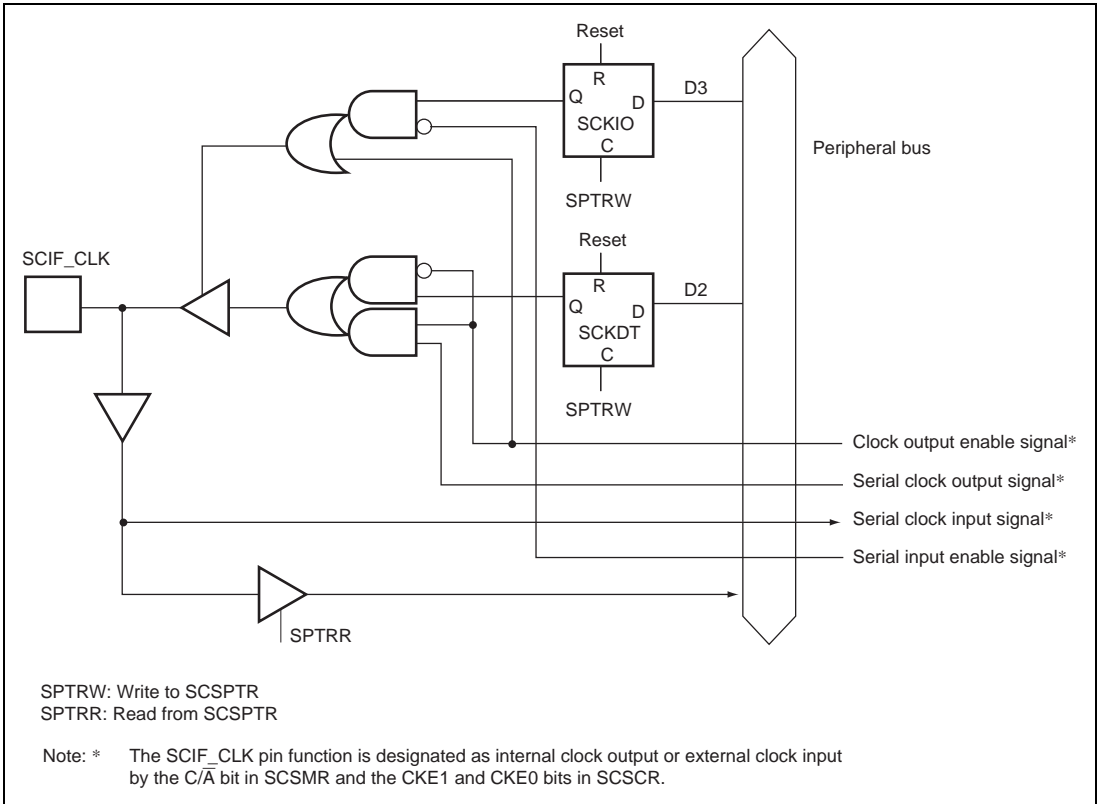 Reset
R
Q D
SCKIO
C
D3
Peripheral bus
SPTRW
Reset
SCIF_CLK
R
Q D
SCKDT
C
D2
SPTRW
Clock output enable signal*
Serial clock output signal*
Serial clock input signal*
Serial input enable signal*
SPTRR
SPTRW: Write to SCSPTR
SPTRR: Read from SCSPTR
Note: * The SCIF_CLK pin function is designated as internal clock output or external clock input
by the C/A̅ bit in SCSMR and the CKE1 and CKE0 bits in SCSCR.